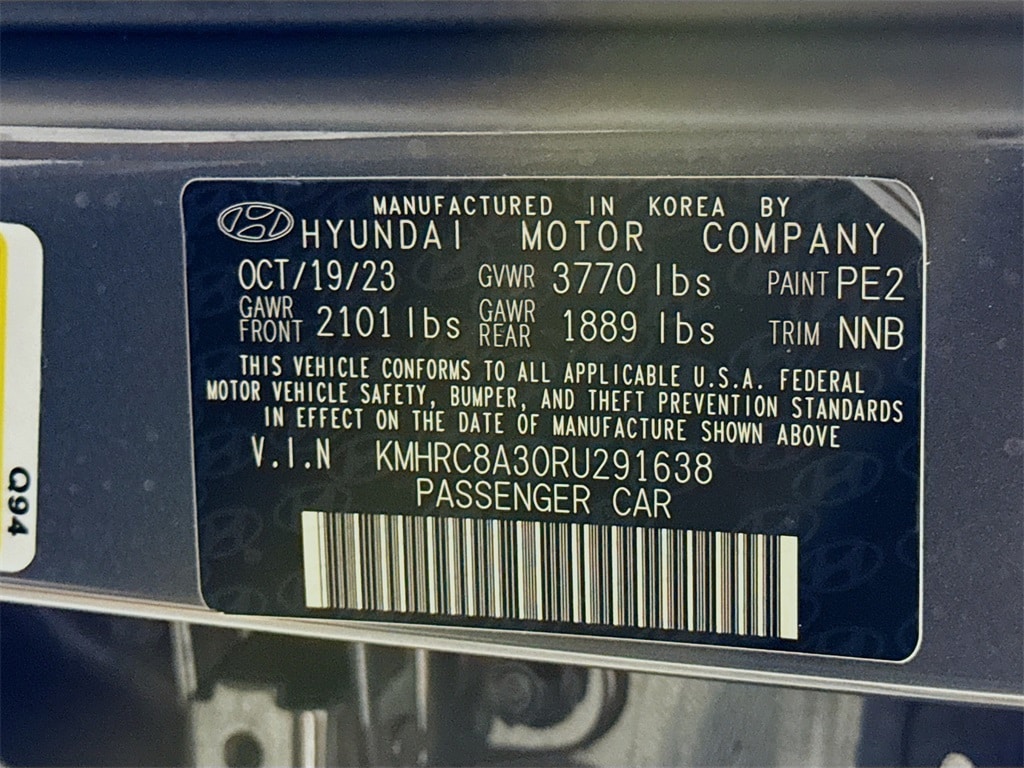 MANUFACTURED IN KOREA BY
HYUNDAI MOTOR COMPANY
OCT/19/23 GVWR 3770 lbs PAINT PE2
GAWR FRONT 2101 lbs GAWR REAR 1889 lbs TRIM NNB
THIS VEHICLE CONFORMS TO ALL APPLICABLE U.S.A. FEDERAL
MOTOR VEHICLE SAFETY, BUMPER, AND THEFT PREVENTION STANDARDS
IN EFFECT ON THE DATE OF MANUFACTURE SHOWN ABOVE
V.I.N KMHRC8A30RU291638
PASSENGER CAR
Q94